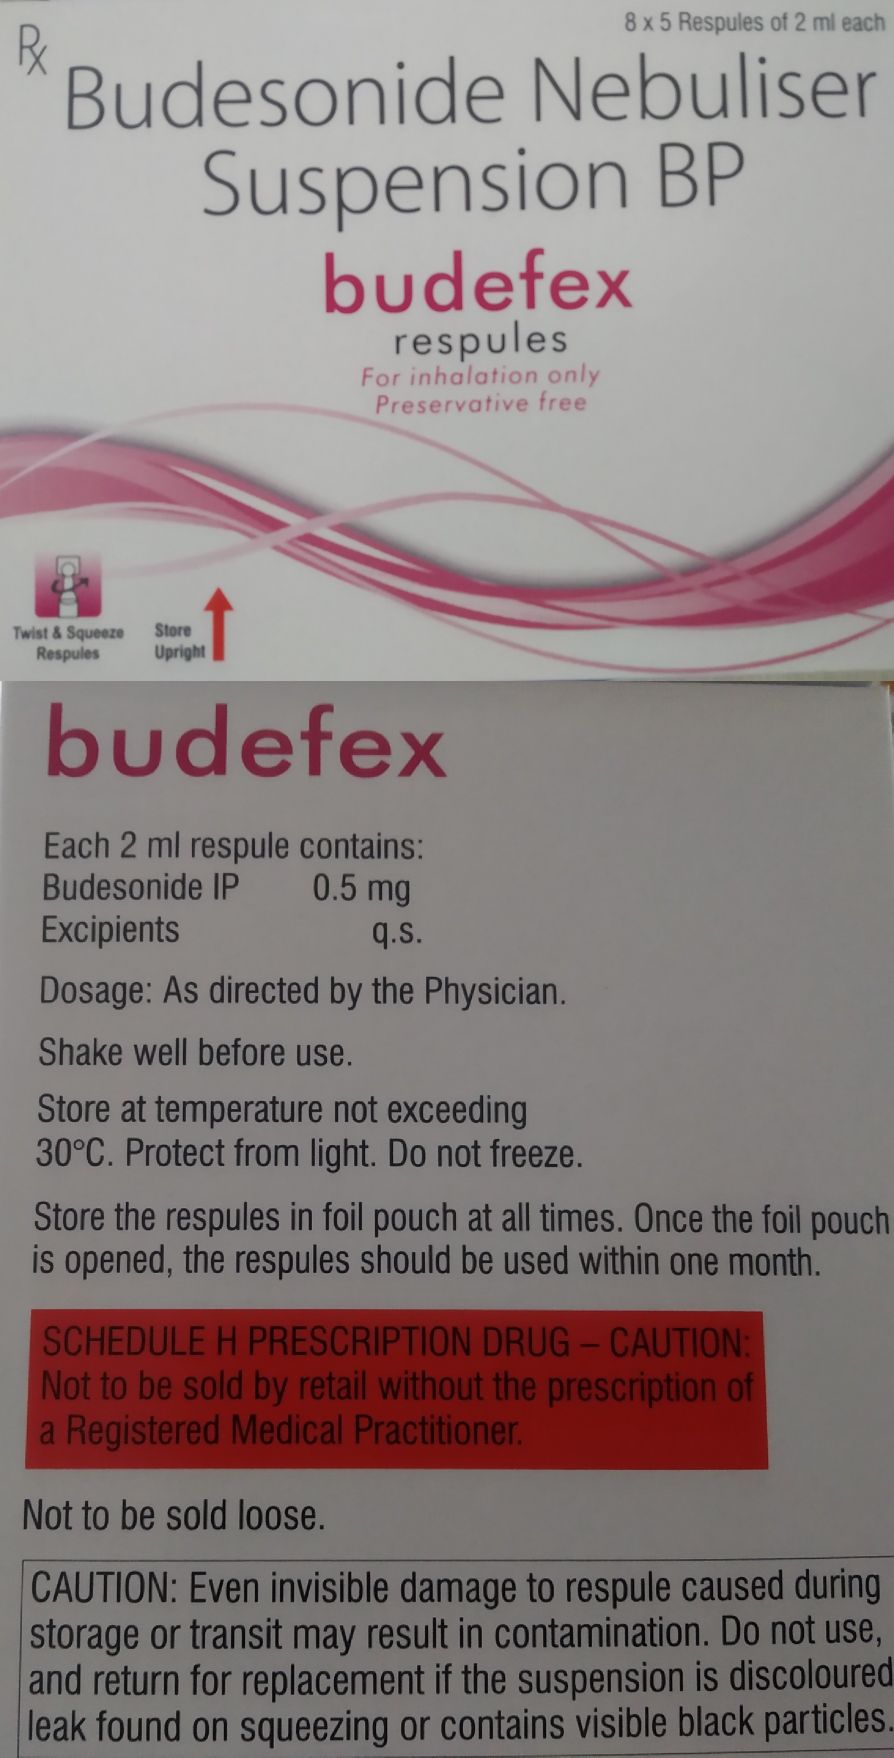 8 x 5 Respules of 2 ml each
Rx
Budesonide Nebuliser
Suspension BP
budefex
respules
For inhalation only
Preservative free
Twist & Squeeze
Respules
Store
Upright
budefex
Each 2 ml respule contains:
Budesonide IP 0.5 mg
Excipients q.s.
Dosage: As directed by the Physician.
Shake well before use.
Store at temperature not exceeding
30°C. Protect from light. Do not freeze.
Store the respules in foil pouch at all times. Once the foil pouch
is opened, the respules should be used within one month.
SCHEDULE H PRESCRIPTION DRUG – CAUTION:
Not to be sold by retail without the prescription of
a Registered Medical Practitioner.
Not to be sold loose.
CAUTION: Even invisible damage to respule caused during
storage or transit may result in contamination. Do not use,
and return for replacement if the suspension is discoloured
leak found on squeezing or contains visible black particles.